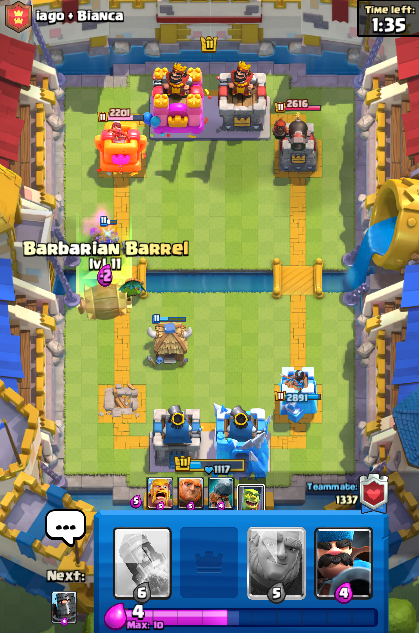 iago + Bianca
Time left:
1:35
2201
2616
Barbarian Barrel
lvl 11
2
2891
1117
Teammate:
1337
...
Next:
6
5
4
4
Max: 10